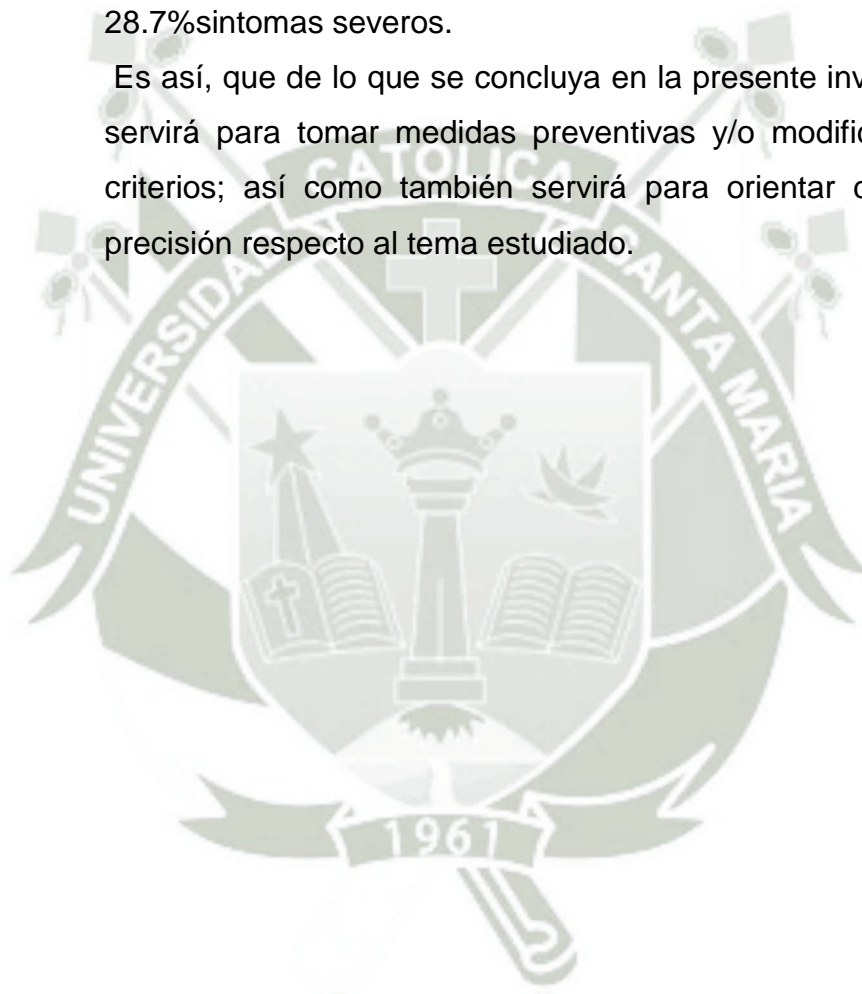 28.7%sintomas severos.
Es así, que de lo que se concluya en la presente inv
servirá para tomar medidas preventivas y/o modific
criterios; así como también servirá para orientar
precisión respecto al tema estudiado.
UNIVERSIDAD CATOLICA SANTA MARIA
1961